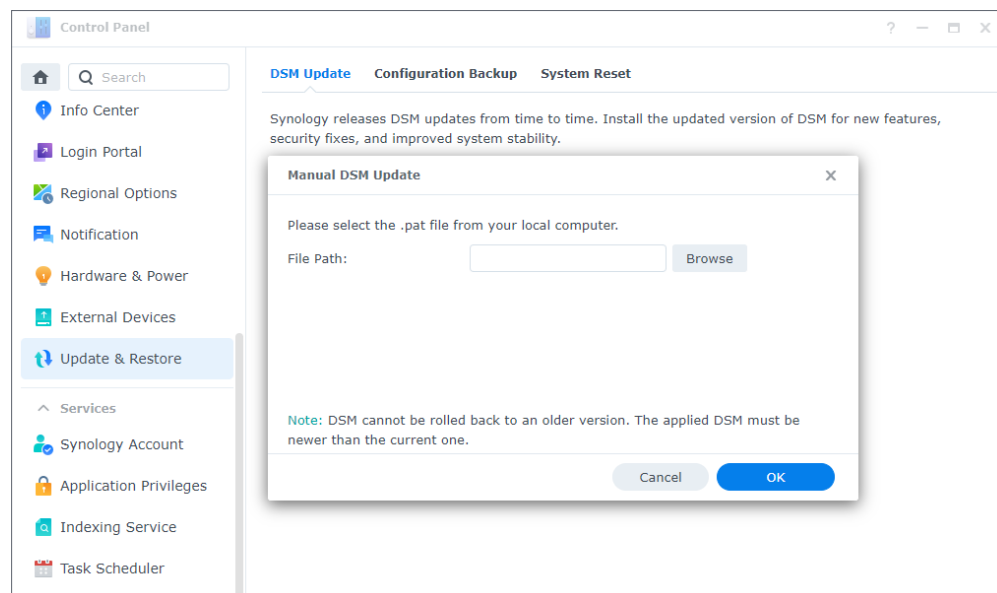 Control Panel
Search
Info Center
Login Portal
Regional Options
Notification
Hardware & Power
External Devices
Update & Restore
Services
Synology Account
Application Privileges
Indexing Service
Task Scheduler
DSM Update Configuration Backup System Reset
Synology releases DSM updates from time to time. Install the updated version of DSM for new features,
security fixes, and improved system stability.
Manual DSM Update
Please select the .pat file from your local computer.
File Path: Browse
Note: DSM cannot be rolled back to an older version. The applied DSM must be
newer than the current one.
Cancel OK